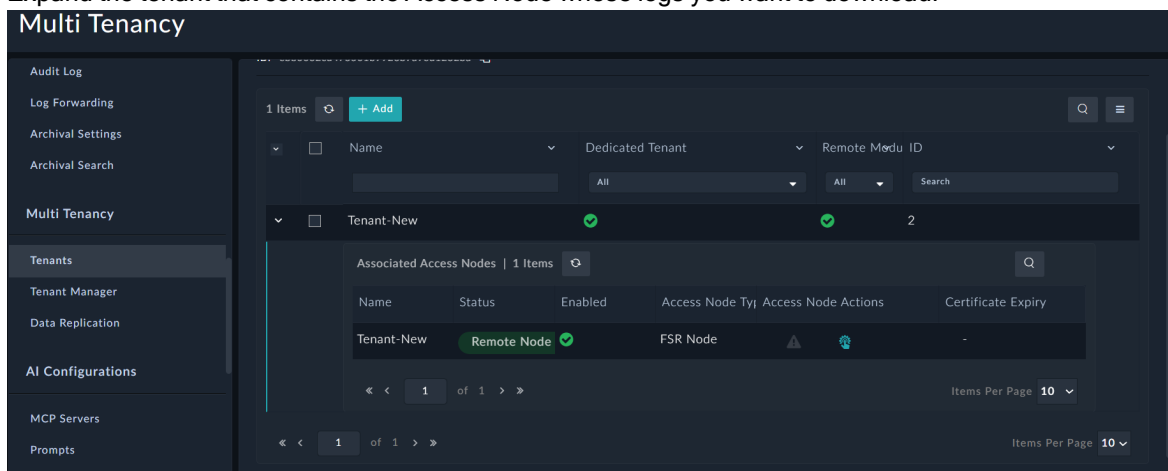 Expand the tenant that contains the Access Node whose logs you want to download.
Multi Tenancy
Audit Log
Log Forwarding
Archival Settings
Archival Search
Multi Tenancy
Tenants
Tenant Manager
Data Replication
AI Configurations
MCP Servers
Prompts
1 Items + Add
Name Dedicated Tenant Remote Modu ID
All All Search
Tenant-New 2
Associated Access Nodes | 1 Items
Name Status Enabled Access Node Typ Access Node Actions Certificate Expiry
Tenant-New Remote Node FSR Node -
« < 1 of 1 > » Items Per Page 10
« < 1 of 1 > » Items Per Page 10